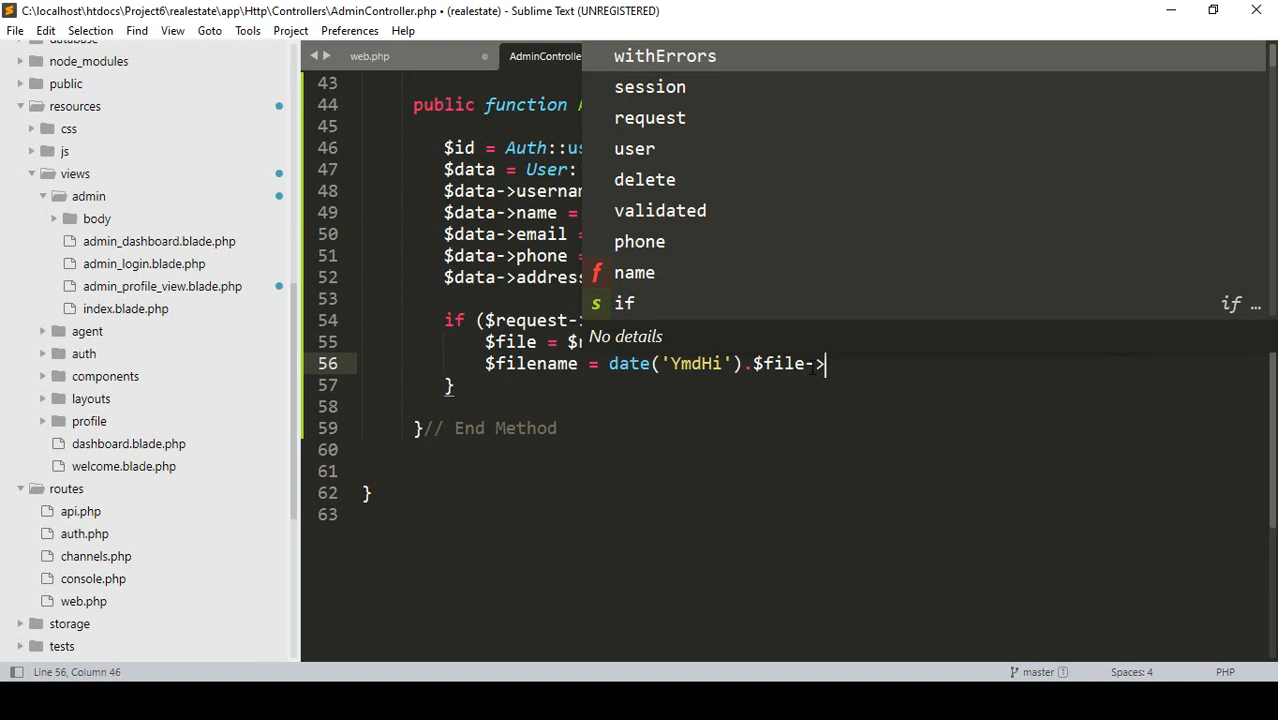 C:\localhost\htdocs\Project6\realestate\app\Http\Controllers\AdminController.php • (realestate) - Sublime Text (UNREGISTERED)
File Edit Selection Find View Goto Tools Project Preferences Help
node_modules
public
resources
css
js
views
admin
body
admin_dashboard.blade.php
admin_login.blade.php
admin_profile_view.blade.php
index.blade.php
agent
auth
components
layouts
profile
dashboard.blade.php
welcome.blade.php
routes
api.php
auth.php
channels.php
console.php
web.php
storage
tests
web.php AdminControlle
43
44 public function
45
46 $id = Auth::us
47 $data = User:
48 $data->usernam
49 $data->name =
50 $data->email =
51 $data->phone =
52 $data->address
53
54 if ($request->
55 $file = $r
56 $filename = date('YmdHi').$file->
57 }
58
59 }// End Method
60
61
62 }
63
withErrors
session
request
user
delete
validated
phone
f name
s if if …
No details
Line 56, Column 46 master 1 Spaces: 4 PHP